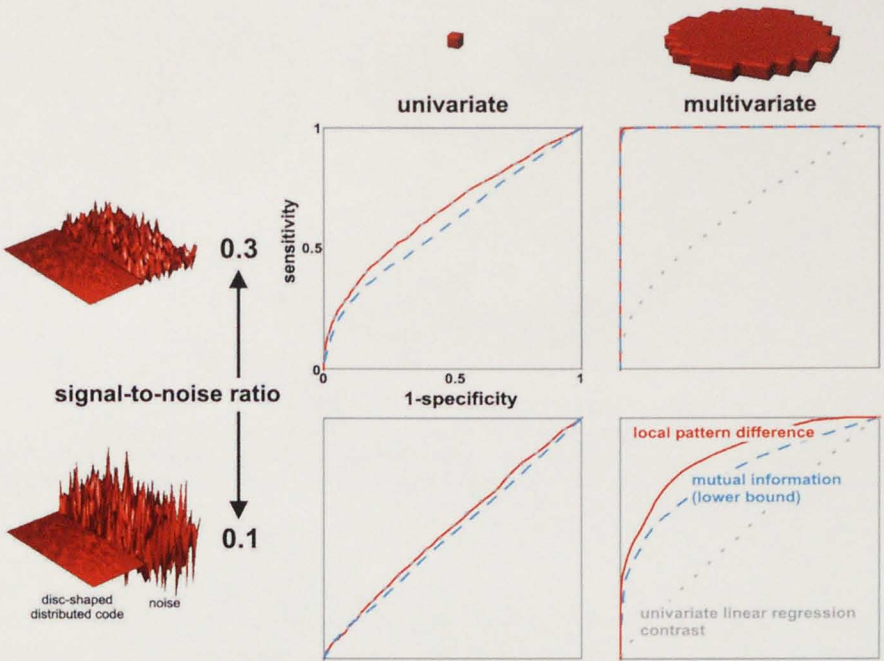 univariate
multivariate
1
sensitivity
0.5
0
0
0.5
1
1-specificity
0.3
signal-to-noise ratio
0.1
disc-shaped
distributed code
noise
local pattern difference
mutual information
(lower bound)
univariate linear regression
contrast